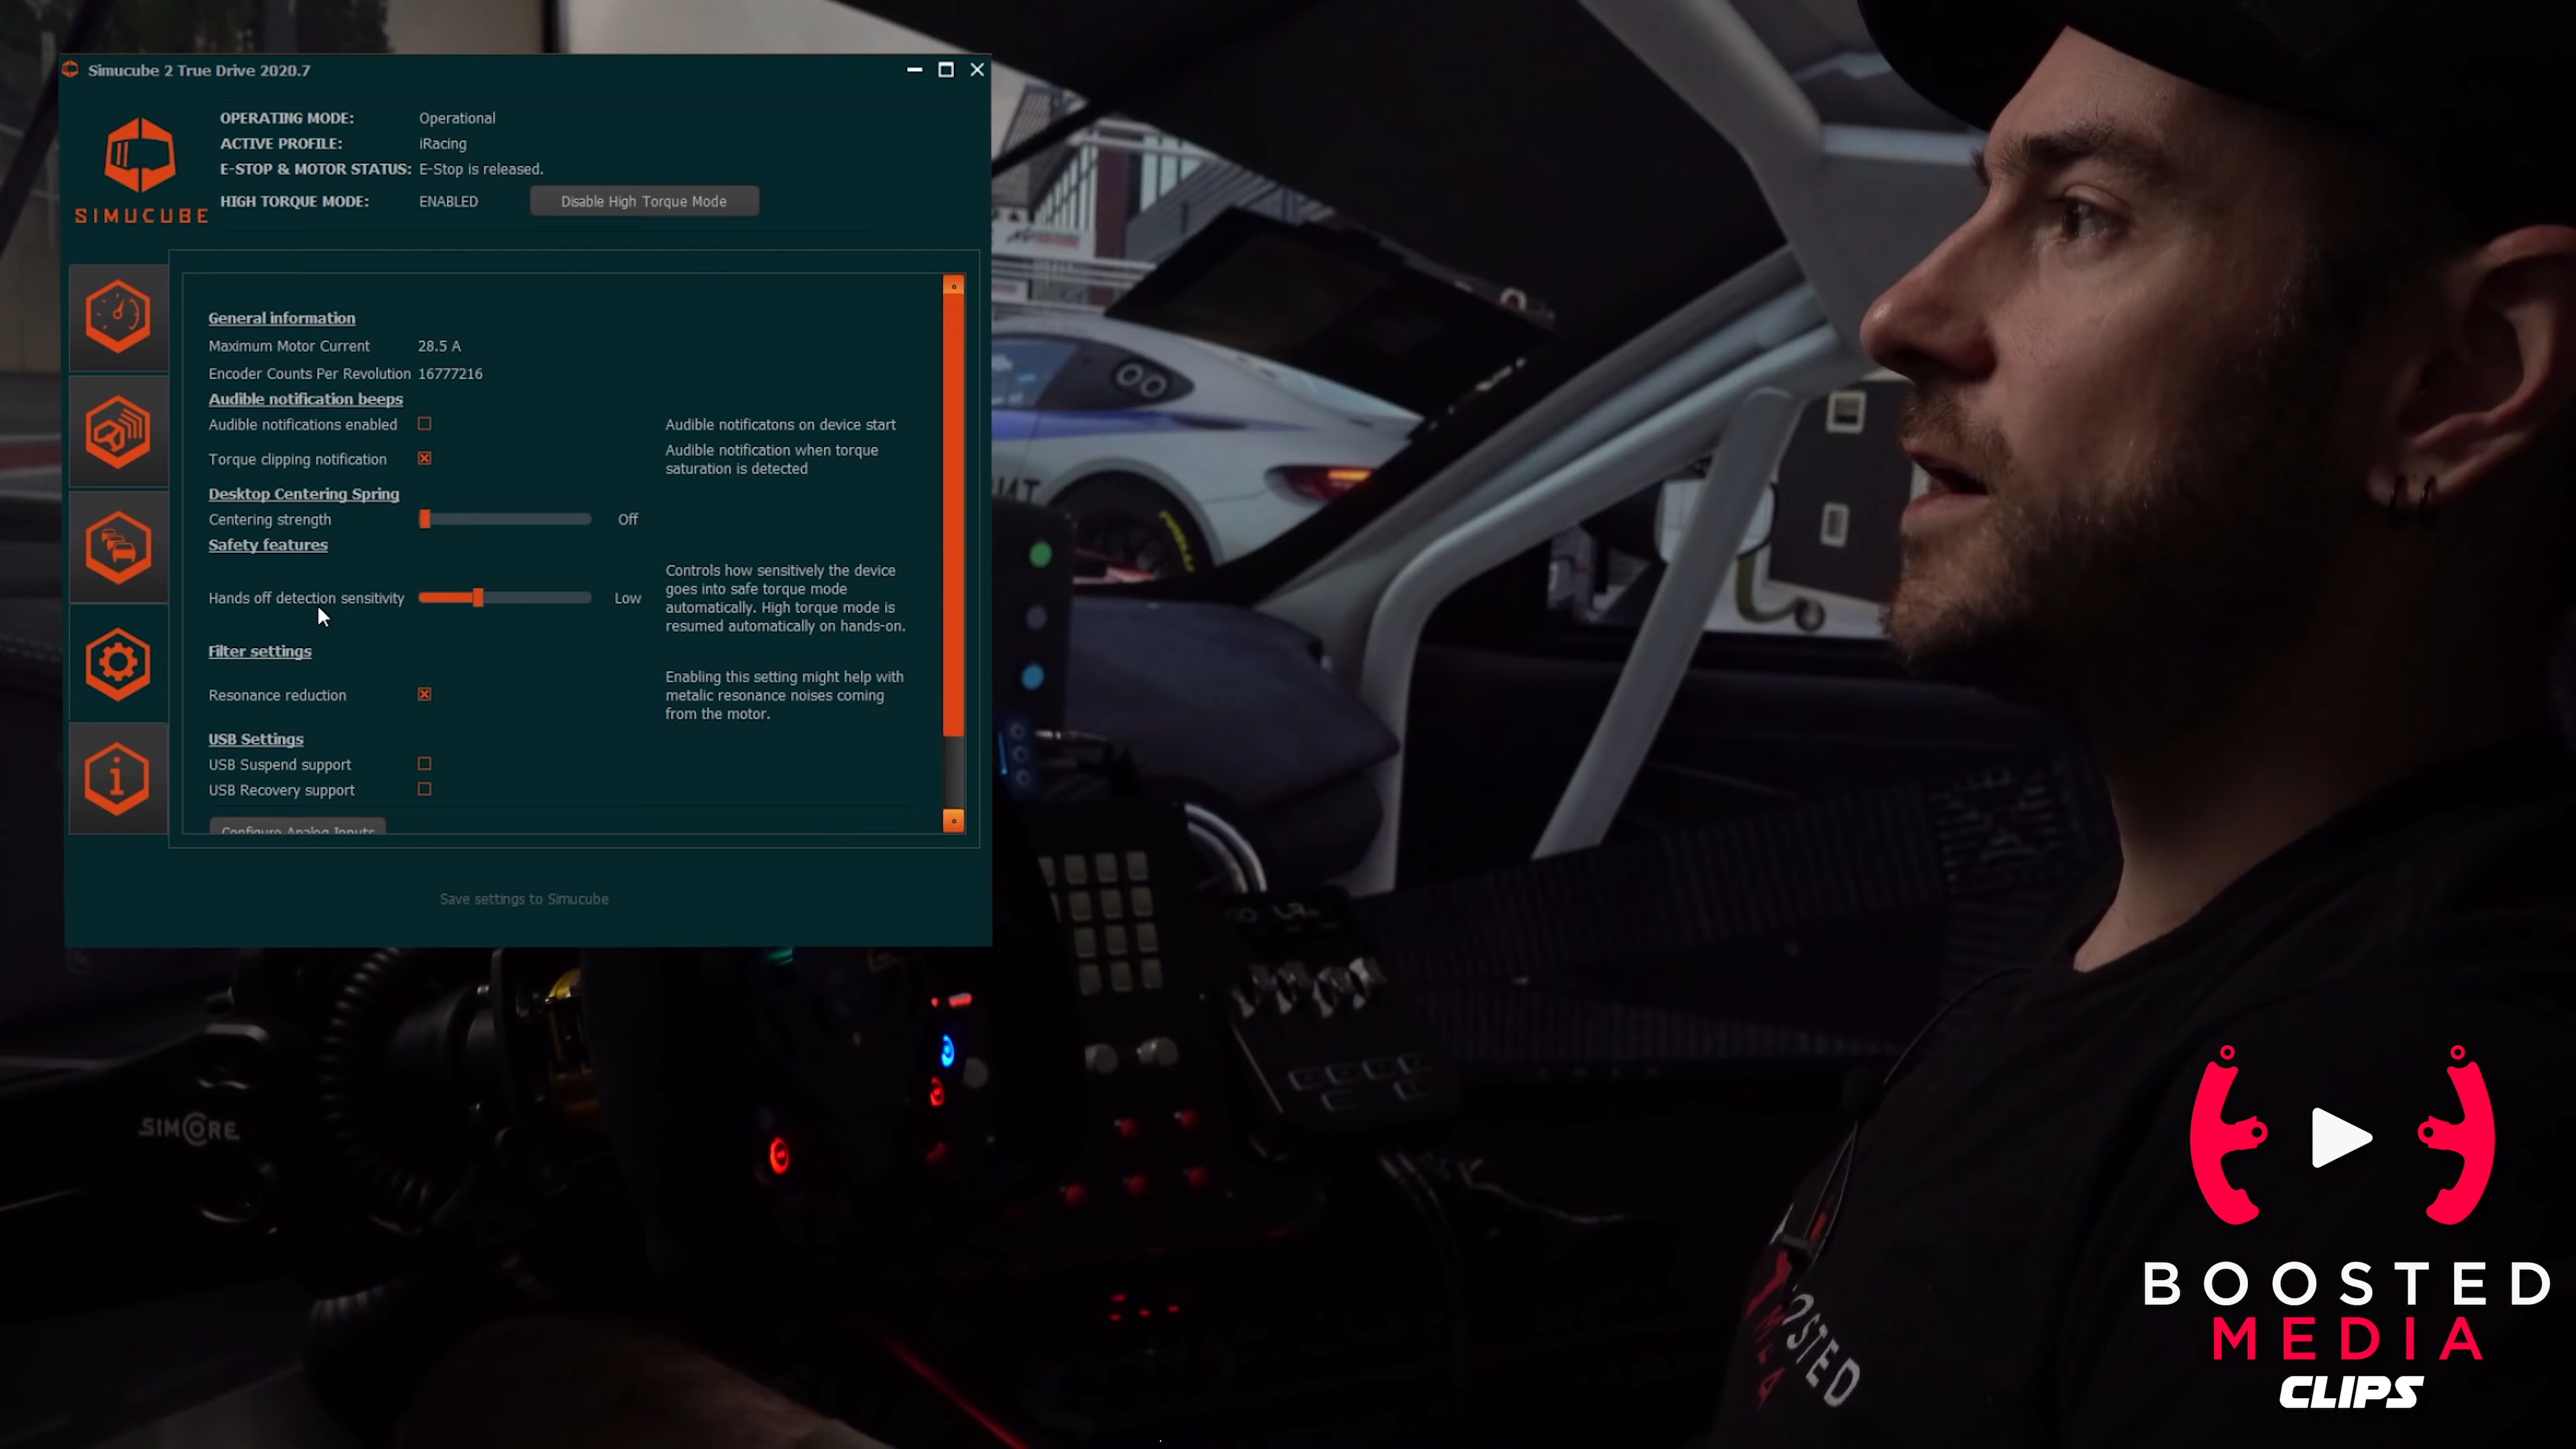 Simucube 2 True Drive 2020.7
SIMUCUBE
OPERATING MODE: Operational
ACTIVE PROFILE: iRacing
E-STOP & MOTOR STATUS: E-Stop is released.
HIGH TORQUE MODE: ENABLED Disable High Torque Mode
General information
Maximum Motor Current 28.5 A
Encoder Counts Per Revolution 16777216
Audible notification beeps
Audible notifications enabled
Audible notificatons on device start
Torque clipping notification
Audible notification when torque
saturation is detected
Desktop Centering Spring
Centering strength Off
Safety features
Hands off detection sensitivity Low
Controls how sensitively the device
goes into safe torque mode
automatically. High torque mode is
resumed automatically on hands-on.
Filter settings
Resonance reduction
Enabling this setting might help with
metalic resonance noises coming
from the motor.
USB Settings
USB Suspend support
USB Recovery support
Configure Analog Inputs
Save settings to Simucube
SIMCORE
BOOSTED
MEDIA
CLIPS